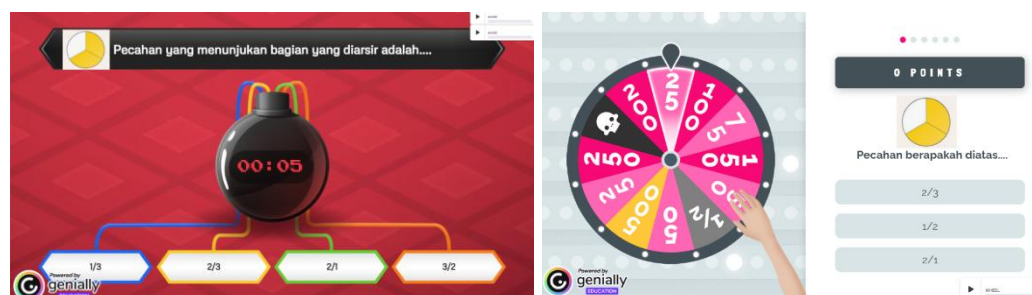 Pecahan yang menunjukan bagian yang diarsir adalah....
00:05
1/3
2/3
2/1
3/2
Powered by
genially
EDUCATION
25
100
75
150
1/2
50
500
25
250
200
Powered by
genially
EDUCATION
0 POINTS
Pecahan berapakah diatas....
2/3
1/2
2/1